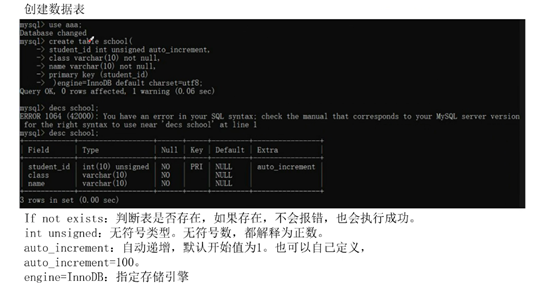 创建数据表
mysql> use aaa;
Database changed
mysql> create table school(
    -> student_id int unsigned auto_increment,
    -> class varchar(10) not null,
    -> name varchar(10) not null,
    -> primary key (student_id)
    -> )engine=InnoDB default charset=utf8;
Query OK, 0 rows affected, 1 warning (0.06 sec)
mysql> decs school;
ERROR 1064 (42000): You have an error in your SQL syntax; check the manual that corresponds to your MySQL server version
for the right syntax to use near 'decs school' at line 1
mysql> desc school;
| Field | Type | Null | Key | Default | Extra |
| student_id | int(10) unsigned | NO | PRI | NULL | auto_increment |
| class | varchar(10) | NO | | NULL | |
| name | varchar(10) | NO | | NULL | |
3 rows in set (0.00 sec)
If not exists: 判断表是否存在，如果存在，不会报错，也会执行成功。
int unsigned: 无符号类型。无符号数，都解释为正数。
auto_increment: 自动递增，默认开始值为1。也可以自己定义，
auto_increment=100。
engine=InnoDB: 指定存储引擎